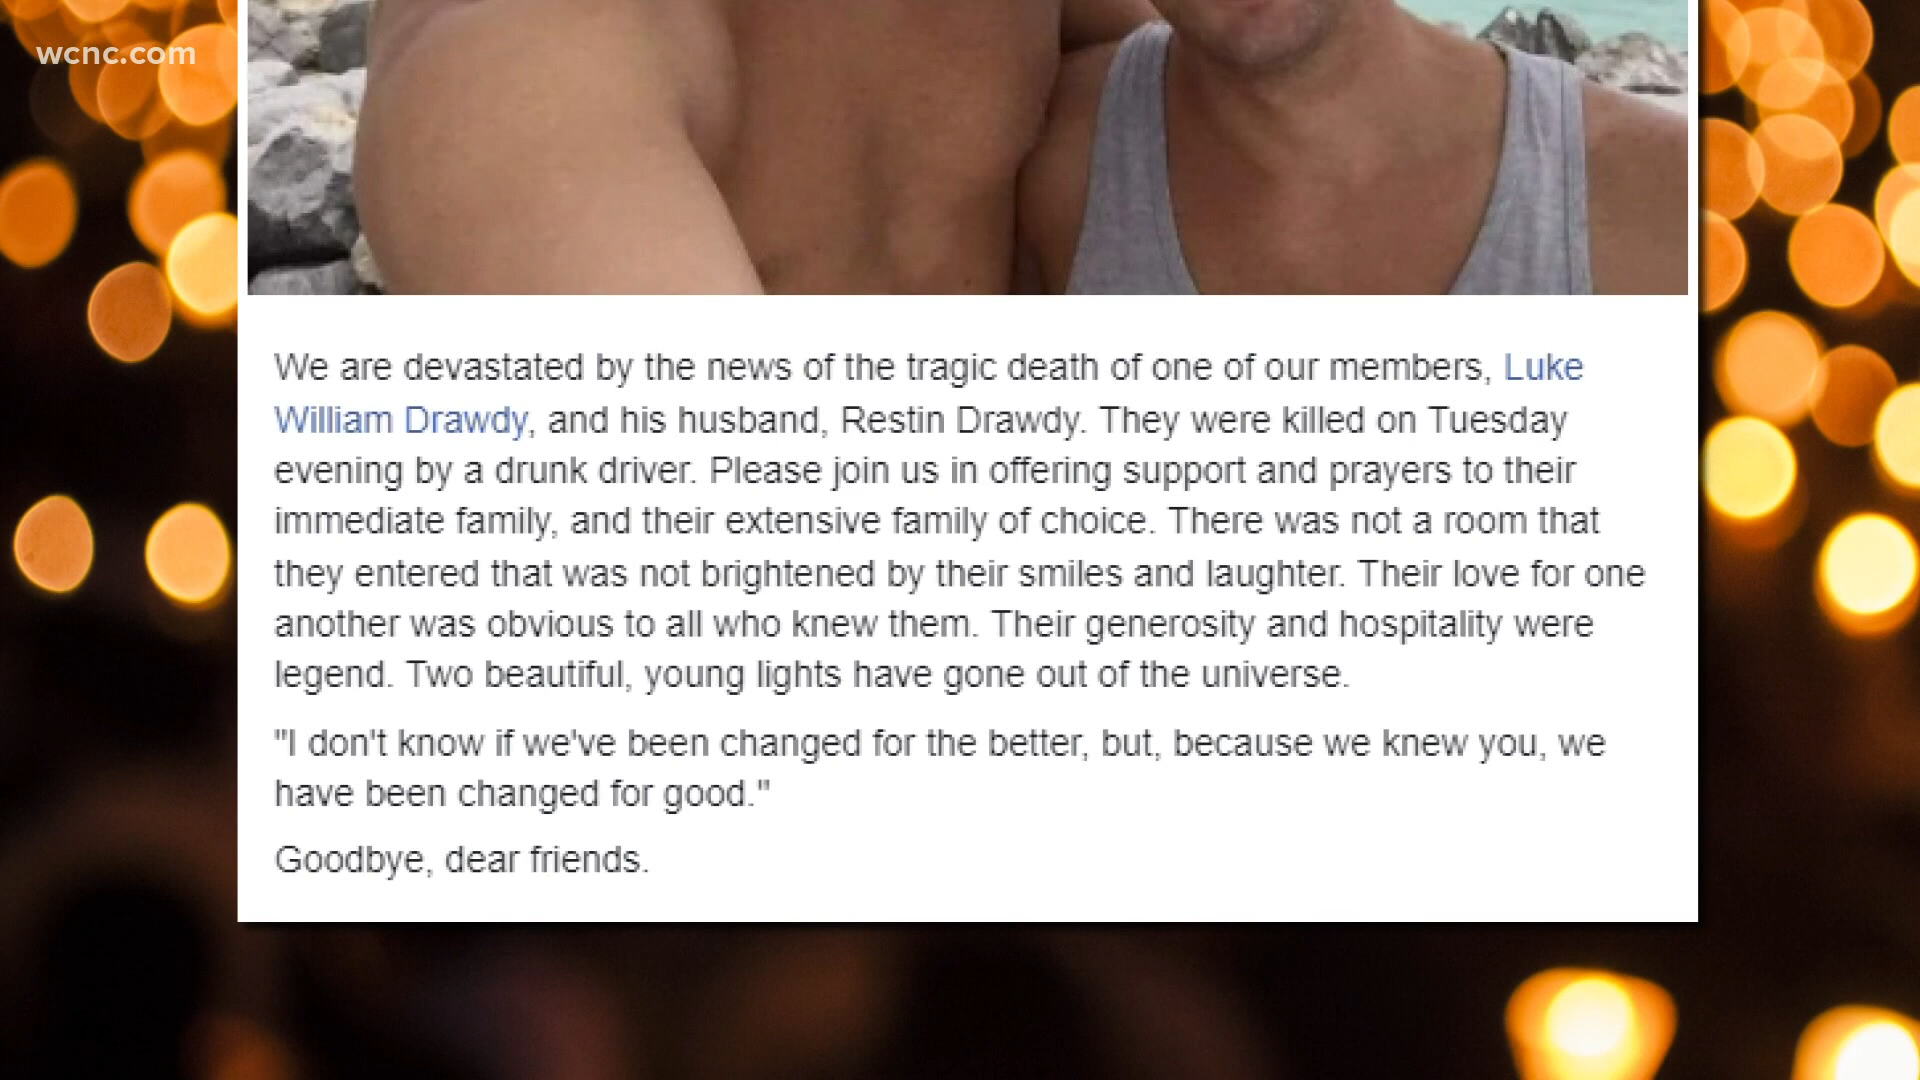 wcnc.com
We are devastated by the news of the tragic death of one of our members, Luke
William Drawdy, and his husband, Restin Drawdy. They were killed on Tuesday
evening by a drunk driver. Please join us in offering support and prayers to their
immediate family, and their extensive family of choice. There was not a room that
they entered that was not brightened by their smiles and laughter. Their love for one
another was obvious to all who knew them. Their generosity and hospitality were
legend. Two beautiful, young lights have gone out of the universe.
"I don't know if we've been changed for the better, but, because we knew you, we
have been changed for good."
Goodbye, dear friends.